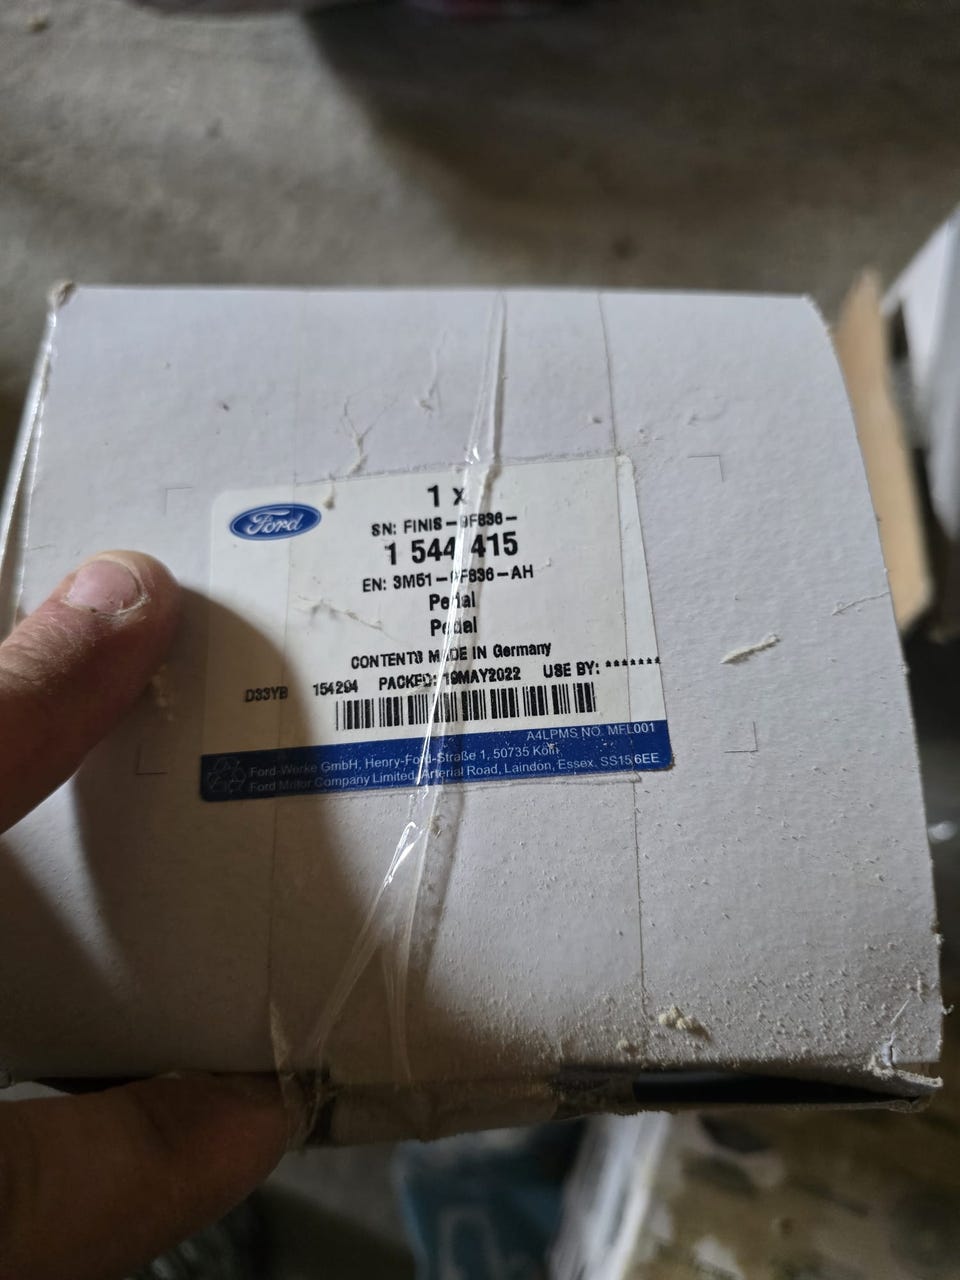 Ford
1 x
SN: FINIS-9F836-
1 544 415
EN: 3M51-9F836-AH
Pedal
Pedal
CONTENTS MADE IN Germany
D33YB 154294 PACKED: 19MAY2022 USE BY: *******
A4LPMS NO. MFL001
Ford-Werke GmbH, Henry-Ford-Straße 1, 50735 Köln
Ford Motor Company Limited, Arterial Road, Laindon, Essex. SS15 6EE